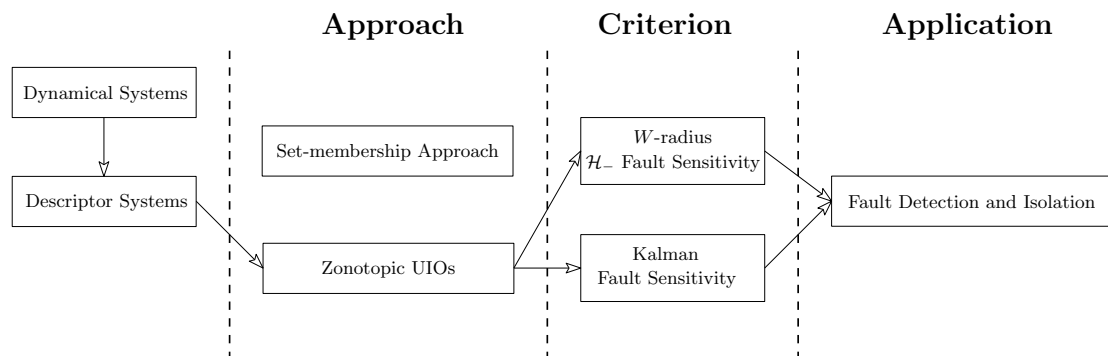 Approach
Criterion
Application
Dynamical Systems
Descriptor Systems
Set-membership Approach
Zonotopic UIOs
W-radius
ℋ₋ Fault Sensitivity
Kalman
Fault Sensitivity
Fault Detection and Isolation